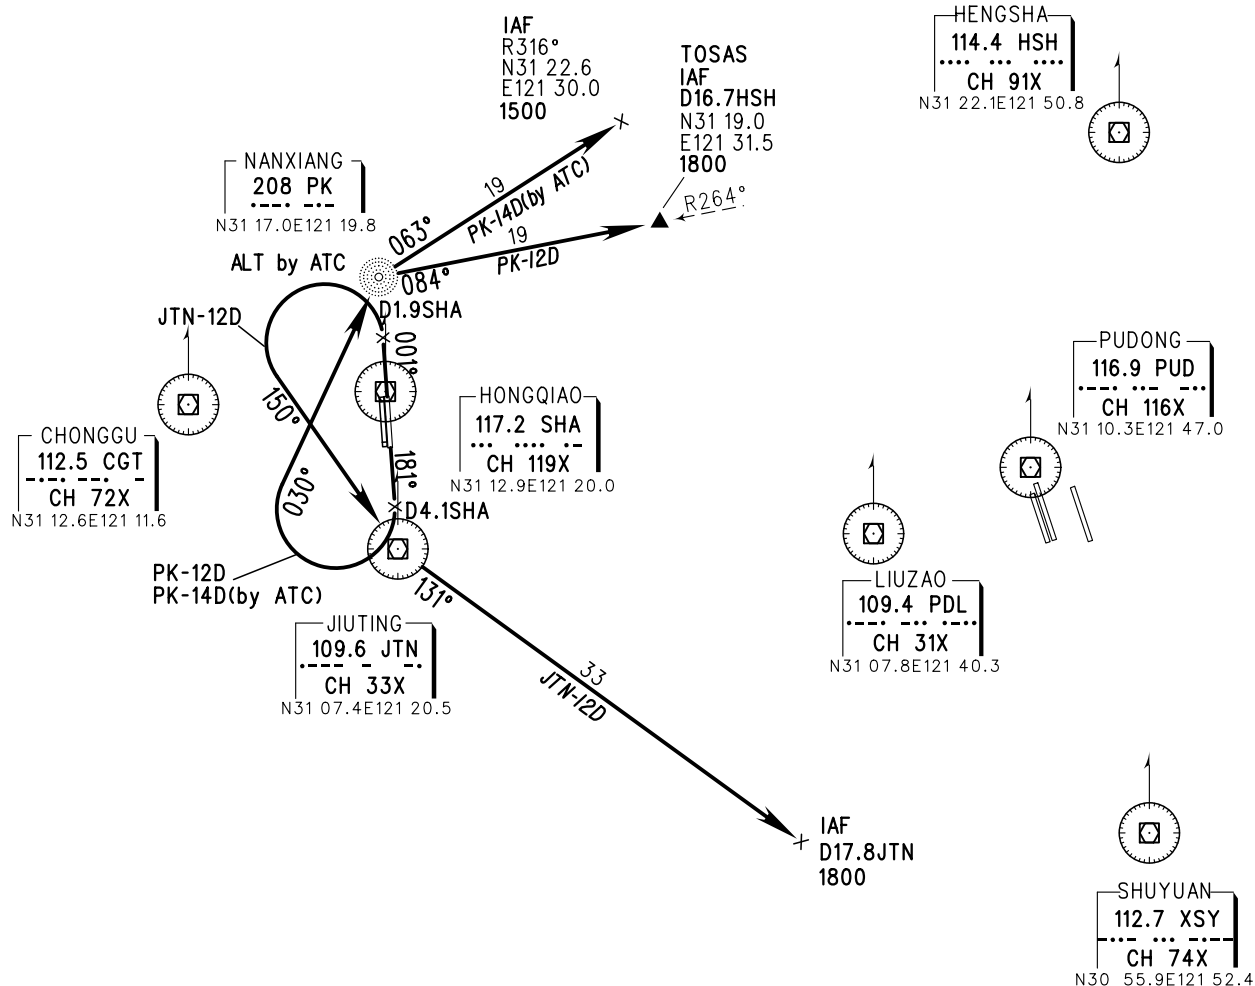 IAF
R316°
N31 22.6
E121 30.0
1500
TOSAS
IAF
D16.7HSH
N31 19.0
E121 31.5
1800
R264°
HENGSHA
114.4 HSH
CH 91X
N31 22.1E121 50.8
NANXIANG
208 PK
N31 17.0E121 19.8
ALT by ATC
063°
19
PK-14D(by ATC)
084°
19
PK-12D
D1.9SHA
JTN-12D
001°
150°
HONGQIAO
117.2 SHA
CH 119X
N31 12.9E121 20.0
PUDONG
116.9 PUD
CH 116X
N31 10.3E121 47.0
CHONGGU
112.5 CGT
CH 72X
N31 12.6E121 11.6
181°
030°
D4.1SHA
PK-12D
PK-14D(by ATC)
131°
JIUTING
109.6 JTN
CH 33X
N31 07.4E121 20.5
LIUZAO
109.4 PDL
CH 31X
N31 07.8E121 40.3
33
JTN-12D
IAF
D17.8JTN
1800
SHUYUAN
112.7 XSY
CH 74X
N30 55.9E121 52.4